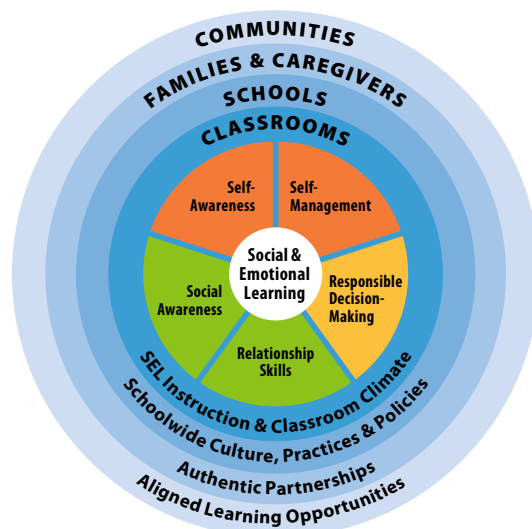 COMMUNITIES
FAMILIES & CAREGIVERS
SCHOOLS
CLASSROOMS
Self-
Awareness
Self-
Management
Social &
Emotional
Learning
Social
Awareness
Responsible
Decision-
Making
Relationship
Skills
SEL Instruction & Classroom Climate
Schoolwide Culture, Practices & Policies
Authentic Partnerships
Aligned Learning Opportunities